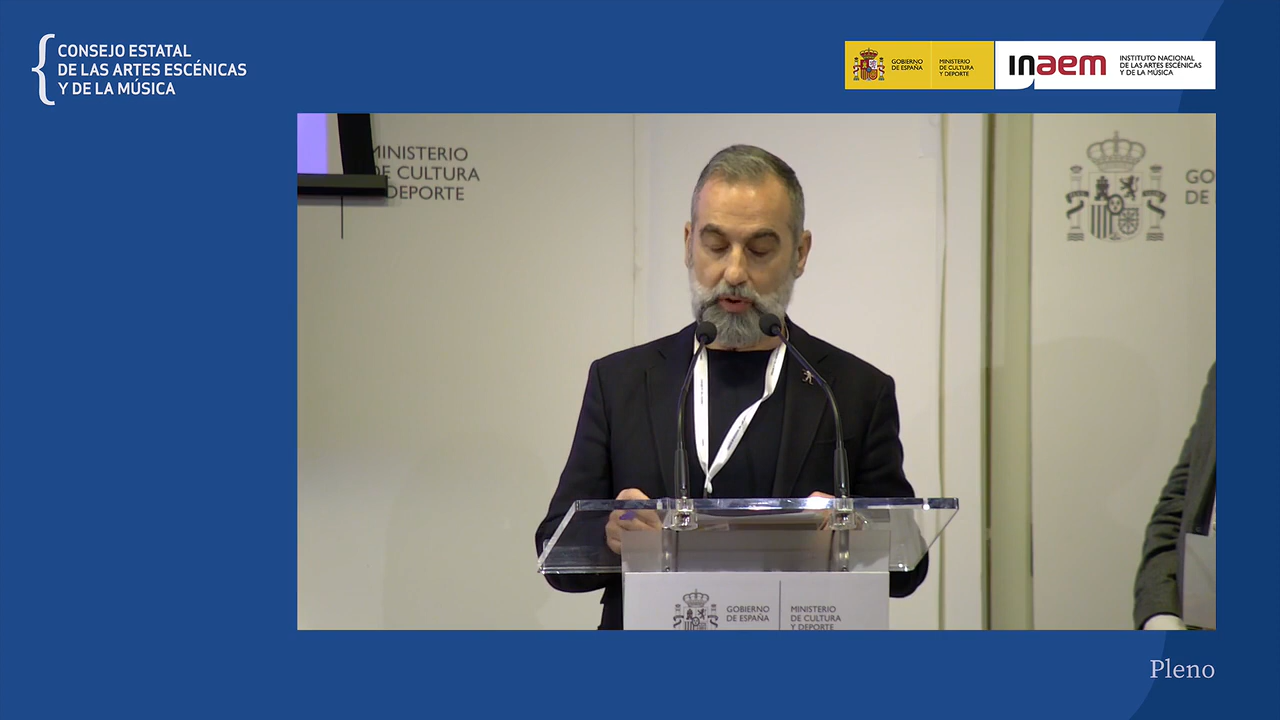 CONSEJO ESTATAL
DE LAS ARTES ESCÉNICAS
Y DE LA MÚSICA
GOBIERNO
DE ESPAÑA
MINISTERIO
DE CULTURA
Y DEPORTE
inaem
INSTITUTO NACIONAL
DE LAS ARTES ESCÉNICAS
Y DE LA MÚSICA
MINISTERIO
DE CULTURA
Y DEPORTE
GO
DE
GOBIERNO
DE ESPAÑA
MINISTERIO
DE CULTURA
Y DEPORTE
Pleno